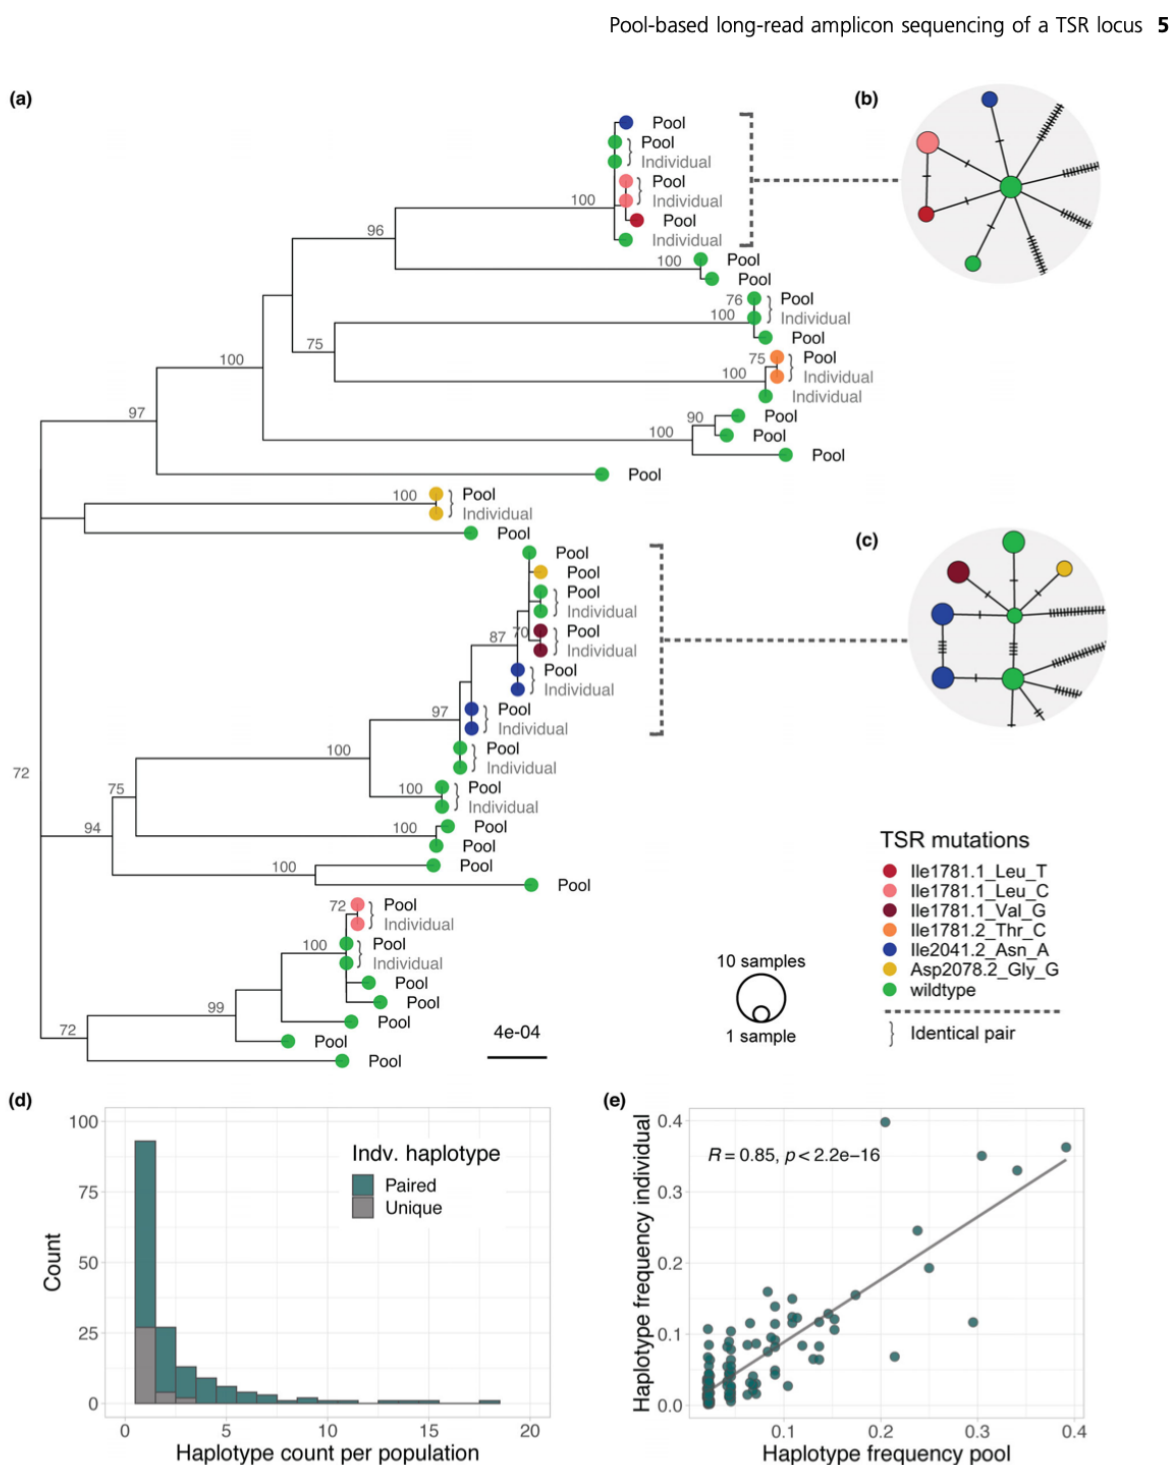 Pool-based long-read amplicon sequencing of a TSR locus 5
(a)
(b)
Pool
Pool
Individual
Pool
Individual
100
Pool
96
Individual
Pool
100
Pool
76
Pool
100
Individual
75
Pool
75
Pool
100
100
Individual
Individual
97
90
Pool
100
Pool
Pool
Pool
100
Pool
Individual
Pool
(c)
Pool
Pool
Pool
Individual
87
70
Pool
Individual
Pool
Individual
97
Pool
Individual
100
Pool
Individual
72
75
100
Pool
Individual
94
100
Pool
Pool
100
Pool
Pool
72
Pool
Individual
100
Pool
Individual
Pool
99
Pool
Pool
72
Pool
Pool
4e-04
10 samples
1 sample
TSR mutations
Ile1781.1_Leu_T
Ile1781.1_Leu_C
Ile1781.1_Val_G
Ile1781.2_Thr_C
Ile2041.2_Asn_A
Asp2078.2_Gly_G
wildtype
} Identical pair
(d)
100
75
50
25
0
Count
Indv. haplotype
Paired
Unique
0 5 10 15 20
Haplotype count per population
(e)
0.4
0.3
0.2
0.1
0.0
Haplotype frequency individual
R = 0.85, p < 2.2e−16
0.1 0.2 0.3 0.4
Haplotype frequency pool